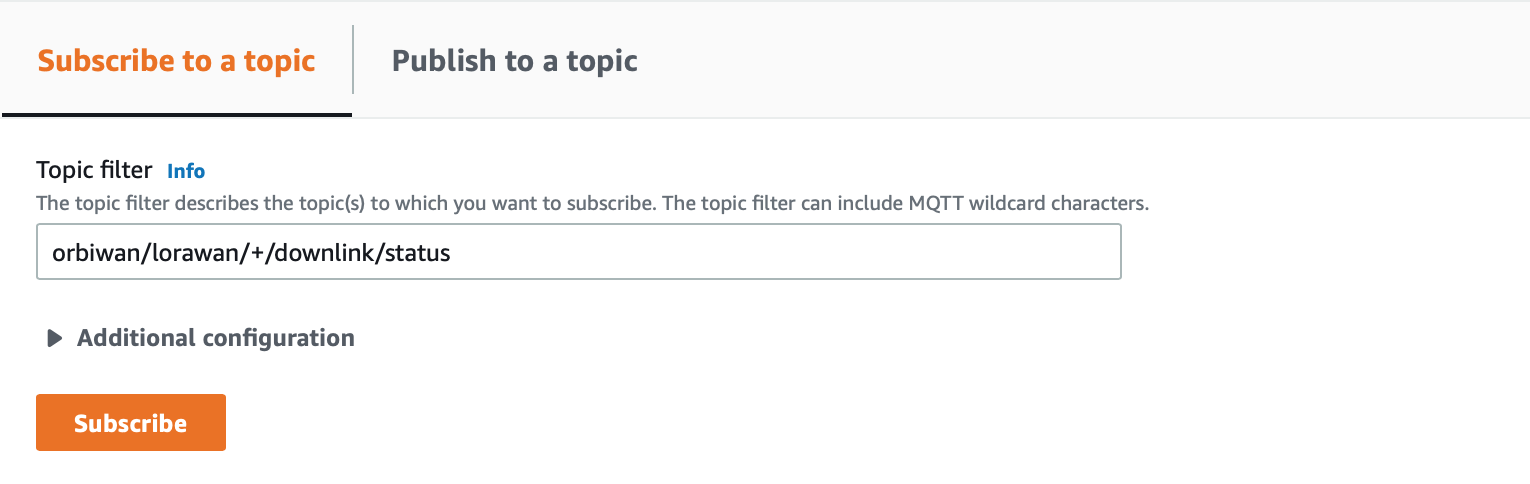 Subscribe to a topic
Publish to a topic
Topic filter Info
The topic filter describes the topic(s) to which you want to subscribe. The topic filter can include MQTT wildcard characters.
orbiwan/lorawan/+/downlink/status
Additional configuration
Subscribe